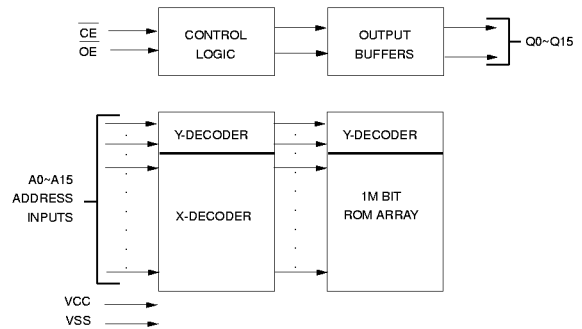 CE
OE
CONTROL
LOGIC
OUTPUT
BUFFERS
Q0~Q15
A0~A15
ADDRESS
INPUTS
Y-DECODER
X-DECODER
Y-DECODER
1M BIT
ROM ARRAY
VCC
VSS